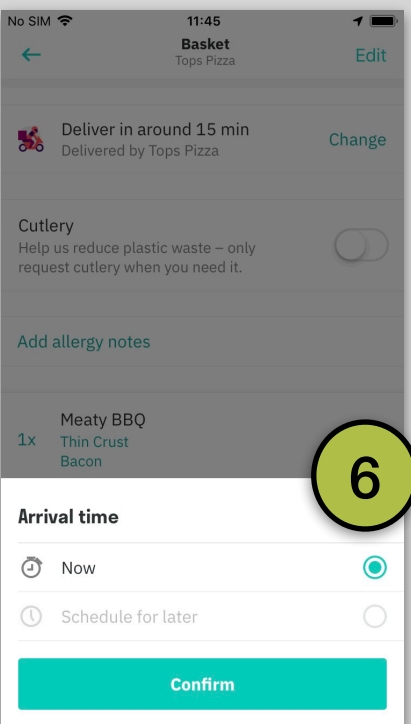 No SIM 11:45
Basket
Tops Pizza
Edit
Deliver in around 15 min
Delivered by Tops Pizza
Change
Cutlery
Help us reduce plastic waste – only
request cutlery when you need it.
Add allergy notes
1x
Meaty BBQ
Thin Crust
Bacon
6
Arrival time
Now
Schedule for later
Confirm